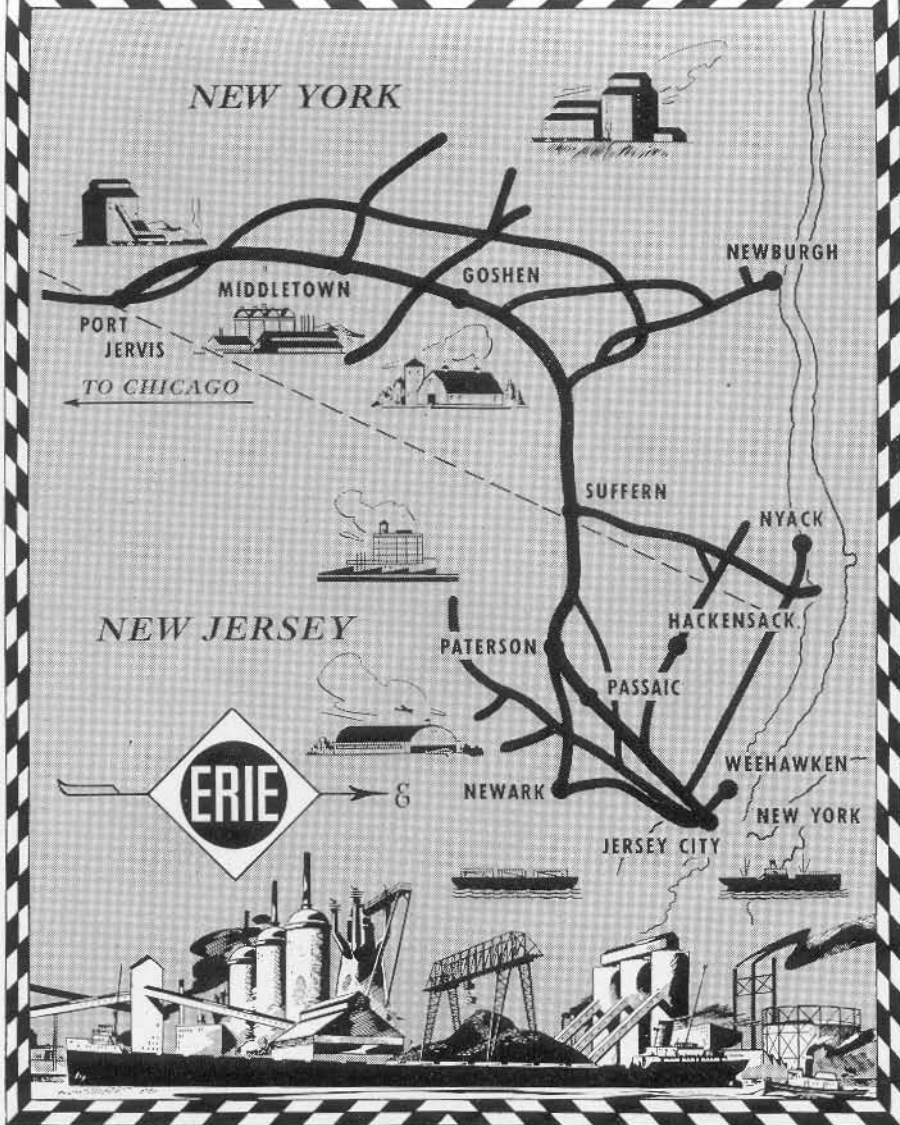 NEW YORK
NEWBURGH
GOSHEN
MIDDLETOWN
PORT
JERVIS
TO CHICAGO
SUFFERN
NYACK
NEW JERSEY
HACKENSACK
PATERSON
PASSAIC
ERIE
WEEHAWKEN
NEWARK
NEW YORK
JERSEY CITY